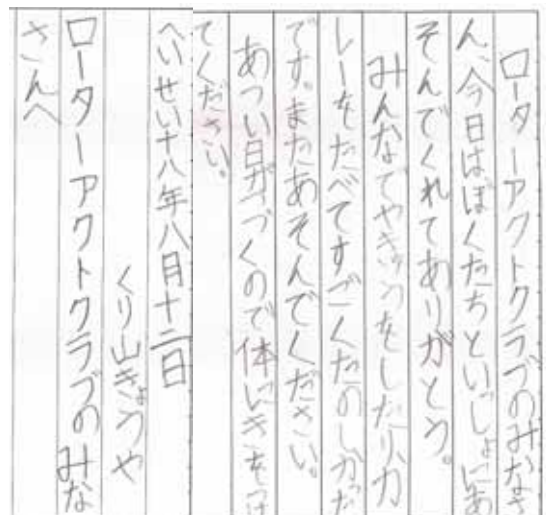 ローターアクトクラブのみなさ
ん、今日はぼくたちといっしょにあ
そんでくれてありがとう。
みんなでやきゅうをしたりカ
レーをたべてすごくたのしかった
です。またあそんでください。
あつい日がつづくので体にきをつけ
てください。
へいせい十八年八月十二日
くり山きょうや
ローターアクトクラブのみな
さんへ